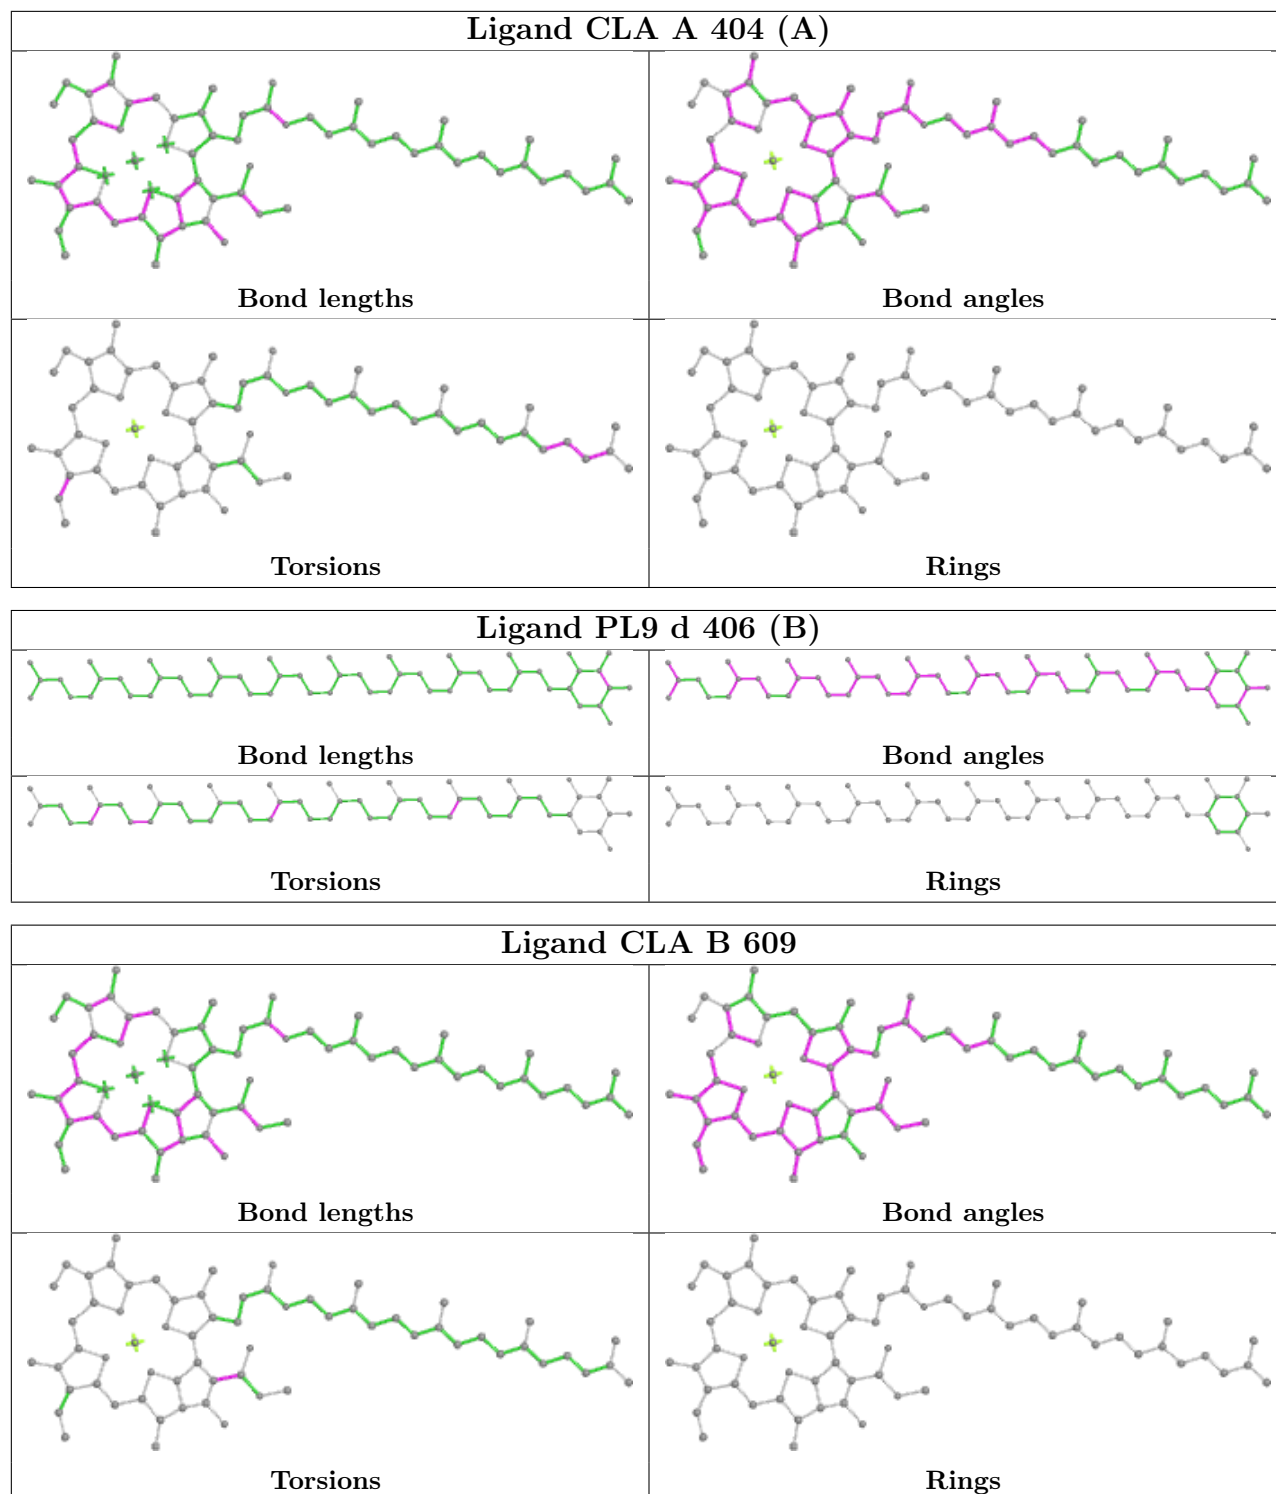 Ligand CLA A 404 (A)
Bond lengths
Bond angles
Torsions
Rings
Ligand PL9 d 406 (B)
Bond lengths
Bond angles
Torsions
Rings
Ligand CLA B 609
Bond lengths
Bond angles
Torsions
Rings